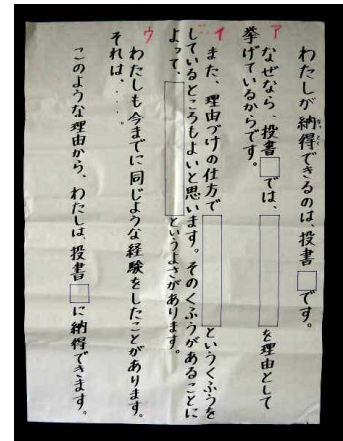 わたしが納得できるのは、投書□です。
ア
なぜなら、投書□では、□を理由として
挙げているからです。
イ
また、理由づけの仕方で□というくふうを
しているところもよいと思います。そのくふうがあることに
よって、□というよさがあります。
ウ
わたしも今までに同じような経験をしたことがあります。
それは、・・・。
このような理由から、わたしは、投書□に納得できます。